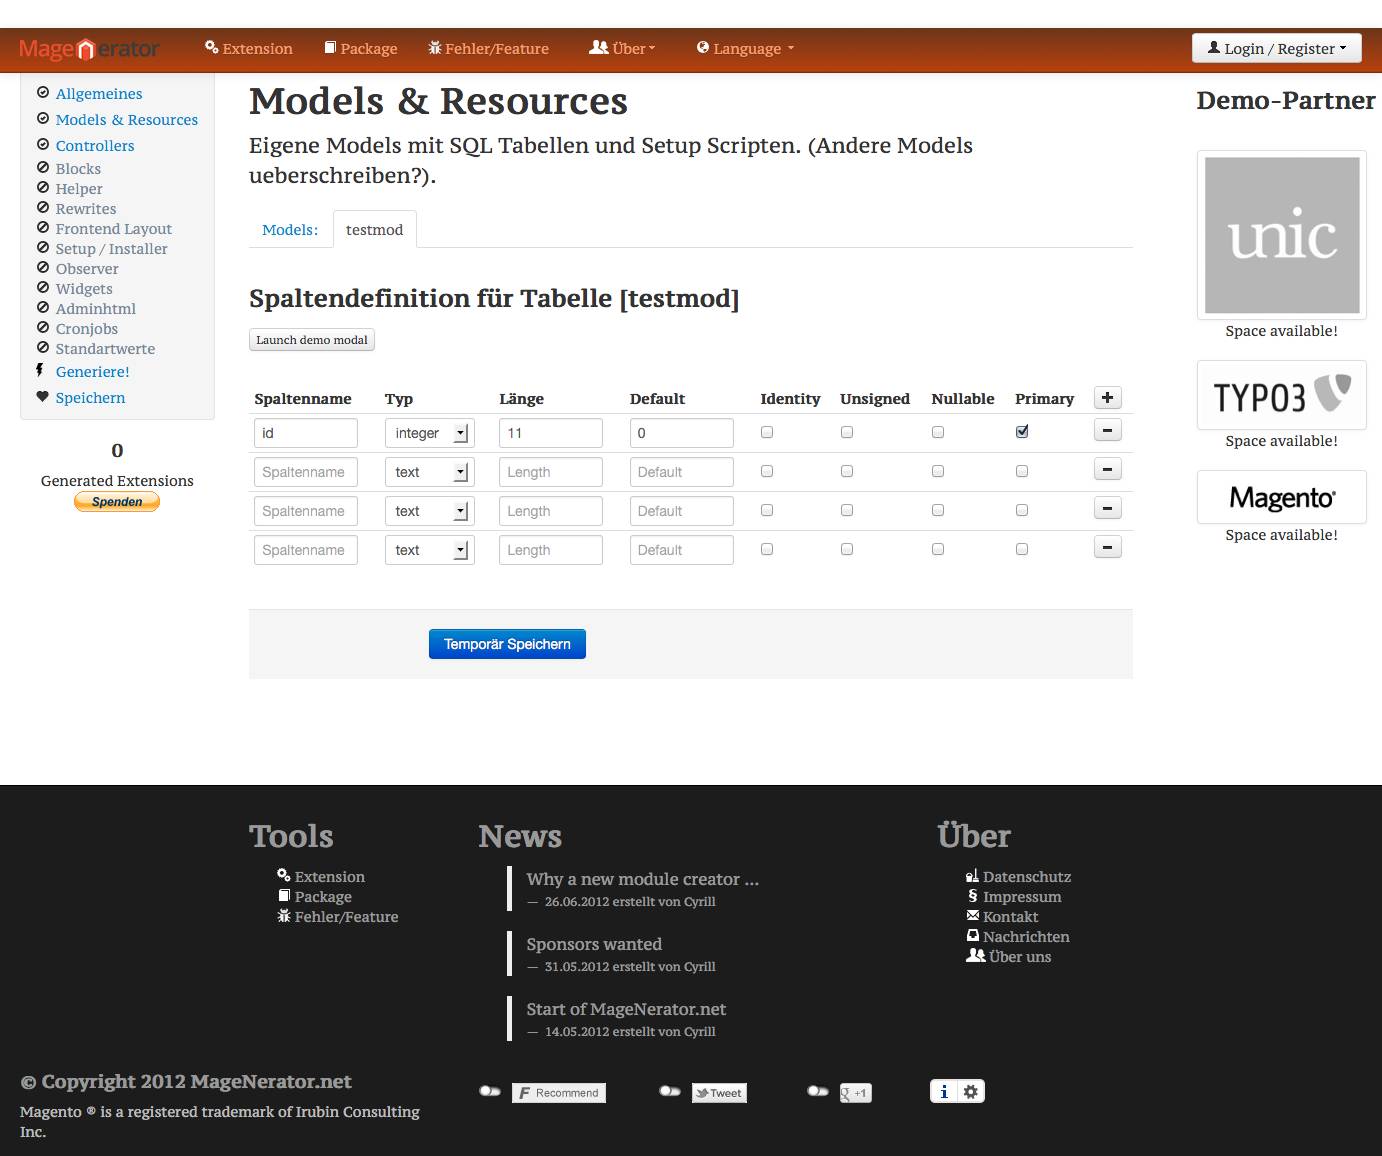 MageNerator Extension Package Fehler/Feature Über Language Login / Register
Allgemeines
Models & Resources
Controllers
Blocks
Helper
Rewrites
Frontend Layout
Setup / Installer
Observer
Widgets
Adminhtml
Cronjobs
Standartwerte
Generiere!
Speichern
0
Generated Extensions
Spenden
Models & Resources
Eigene Models mit SQL Tabellen und Setup Scripten. (Andere Models
ueberschreiben?).
Models: testmod
Spaltendefinition für Tabelle [testmod]
Launch demo modal
Spaltenname Typ Länge Default Identity Unsigned Nullable Primary
id integer 11 0
Spaltenname text Length Default
Spaltenname text Length Default
Spaltenname text Length Default
Temporär Speichern
Demo-Partner
unic
Space available!
TYPO3
Space available!
Magento®
Space available!
Tools
Extension
Package
Fehler/Feature
News
Why a new module creator ...
— 26.06.2012 erstellt von Cyrill
Sponsors wanted
— 31.05.2012 erstellt von Cyrill
Start of MageNerator.net
— 14.05.2012 erstellt von Cyrill
Über
Datenschutz
§ Impressum
Kontakt
Nachrichten
Über uns
© Copyright 2012 MageNerator.net
Magento ® is a registered trademark of Irubin Consulting
Inc.
F Recommend Tweet g +1 i